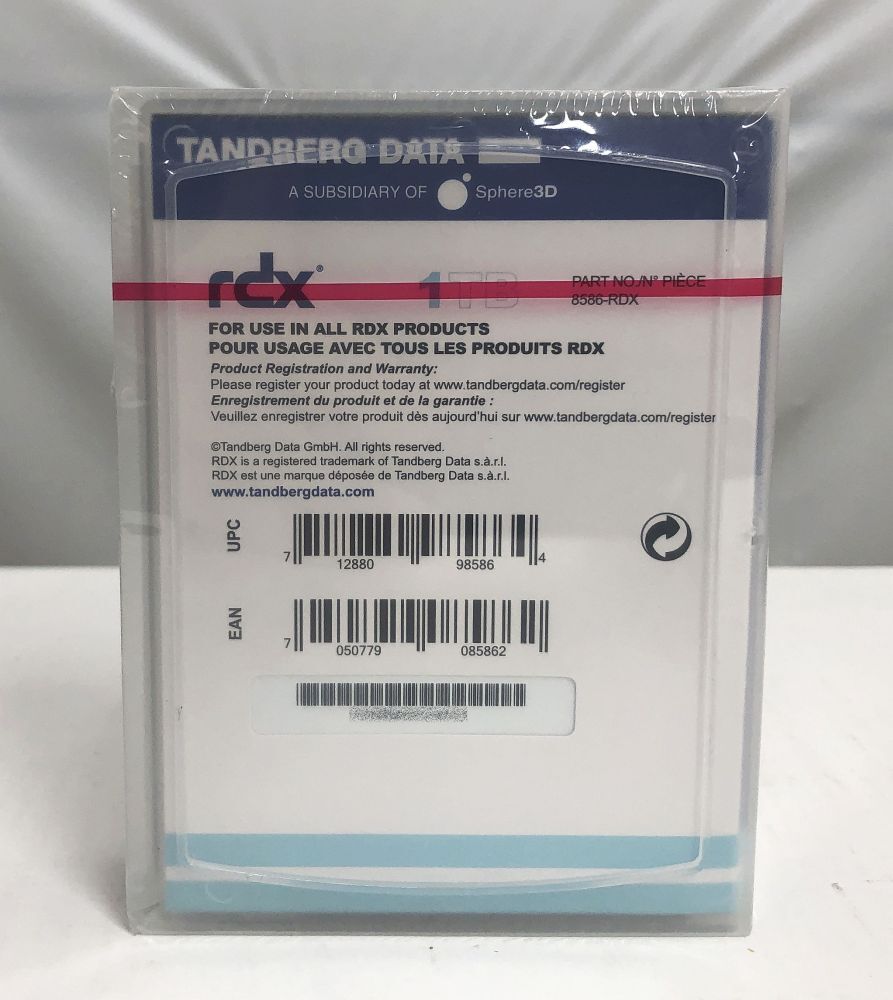 TANDBERG DATA
A SUBSIDIARY OF Sphere3D
rdx® 1TB
PART NO./N° PIÈCE
8586-RDX
FOR USE IN ALL RDX PRODUCTS
POUR USAGE AVEC TOUS LES PRODUITS RDX
Product Registration and Warranty:
Please register your product today at www.tandbergdata.com/register
Enregistrement du produit et de la garantie :
Veuillez enregistrer votre produit dès aujourd'hui sur www.tandbergdata.com/register
©Tandberg Data GmbH. All rights reserved.
RDX is a registered trademark of Tandberg Data s.à.r.l.
RDX est une marque déposée de Tandberg Data s.à.r.l.
www.tandbergdata.com
UPC
7 12880 98586 4
EAN
7 050779 085862